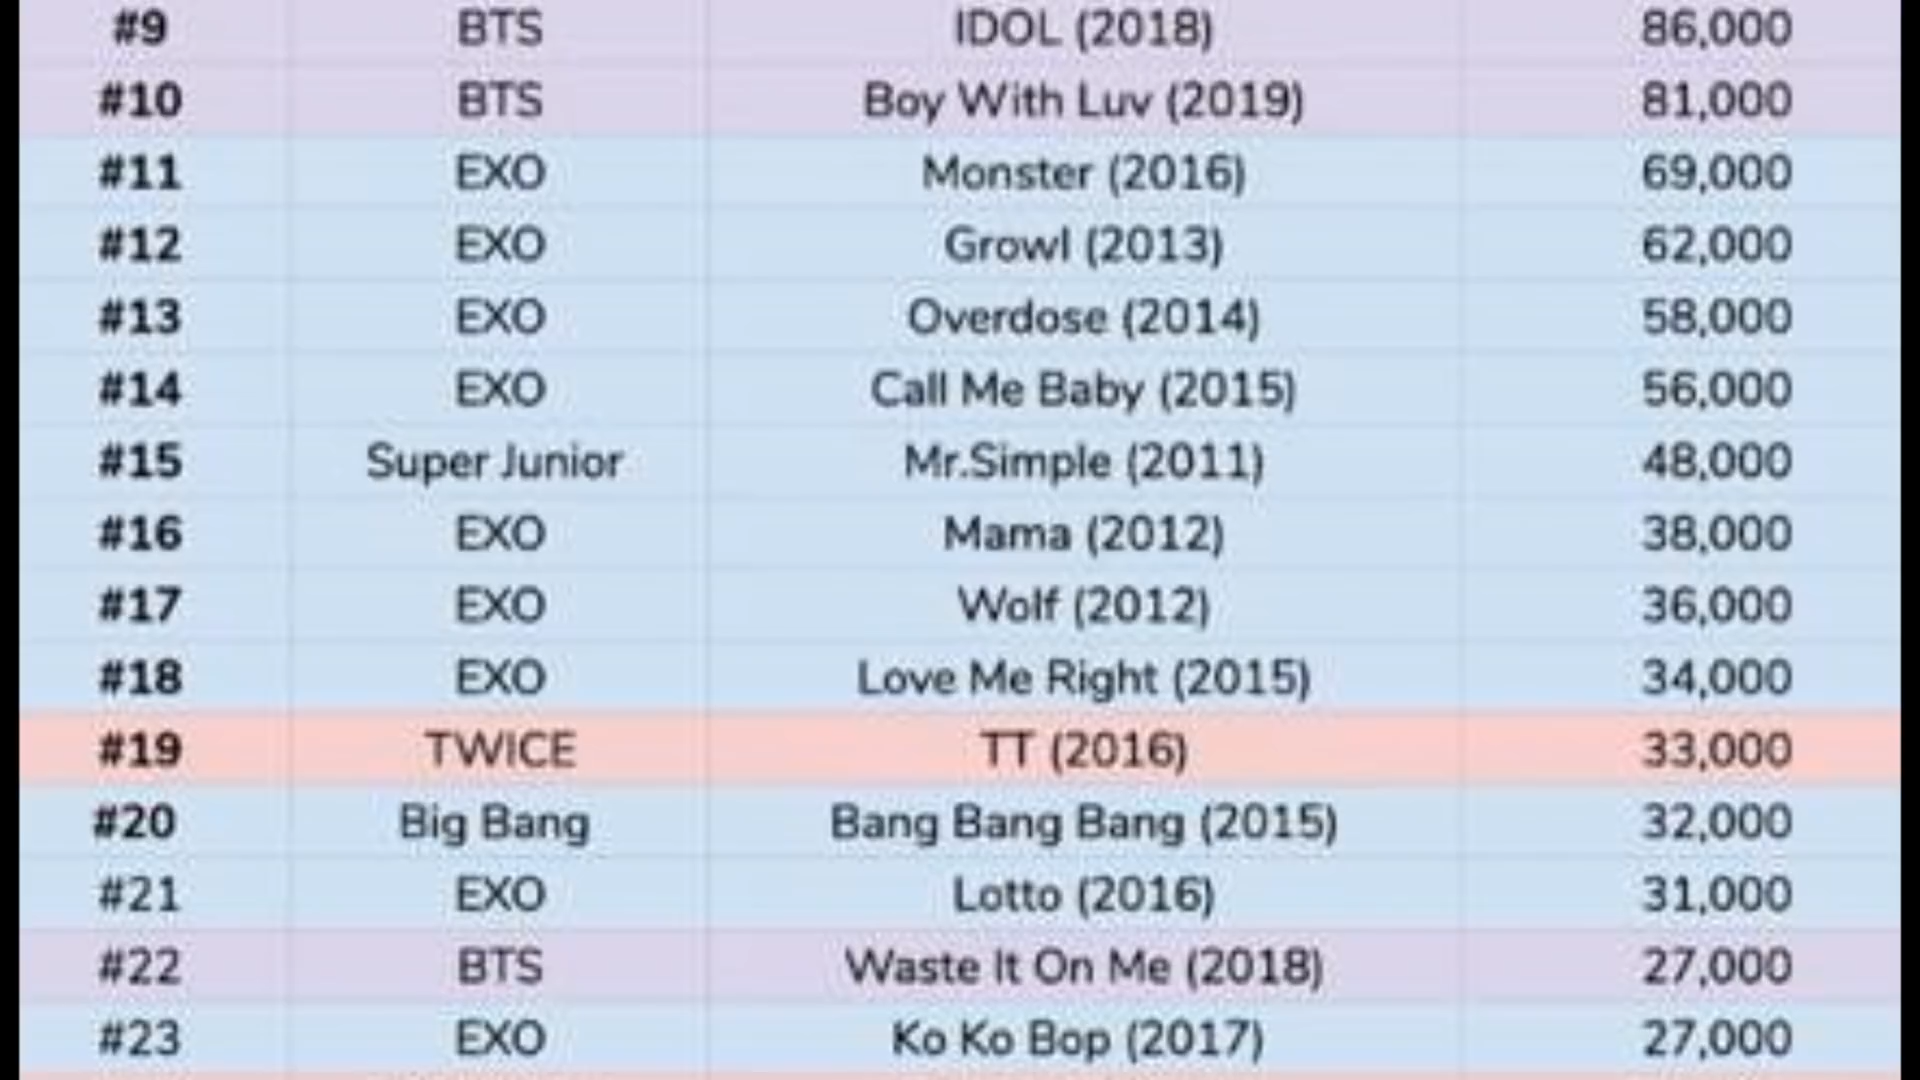 #9 BTS IDOL (2018) 86,000
#10 BTS Boy With Luv (2019) 81,000
#11 EXO Monster (2016) 69,000
#12 EXO Growl (2013) 62,000
#13 EXO Overdose (2014) 58,000
#14 EXO Call Me Baby (2015) 56,000
#15 Super Junior Mr.Simple (2011) 48,000
#16 EXO Mama (2012) 38,000
#17 EXO Wolf (2012) 36,000
#18 EXO Love Me Right (2015) 34,000
#19 TWICE TT (2016) 33,000
#20 Big Bang Bang Bang Bang (2015) 32,000
#21 EXO Lotto (2016) 31,000
#22 BTS Waste It On Me (2018) 27,000
#23 EXO Ko Ko Bop (2017) 27,000